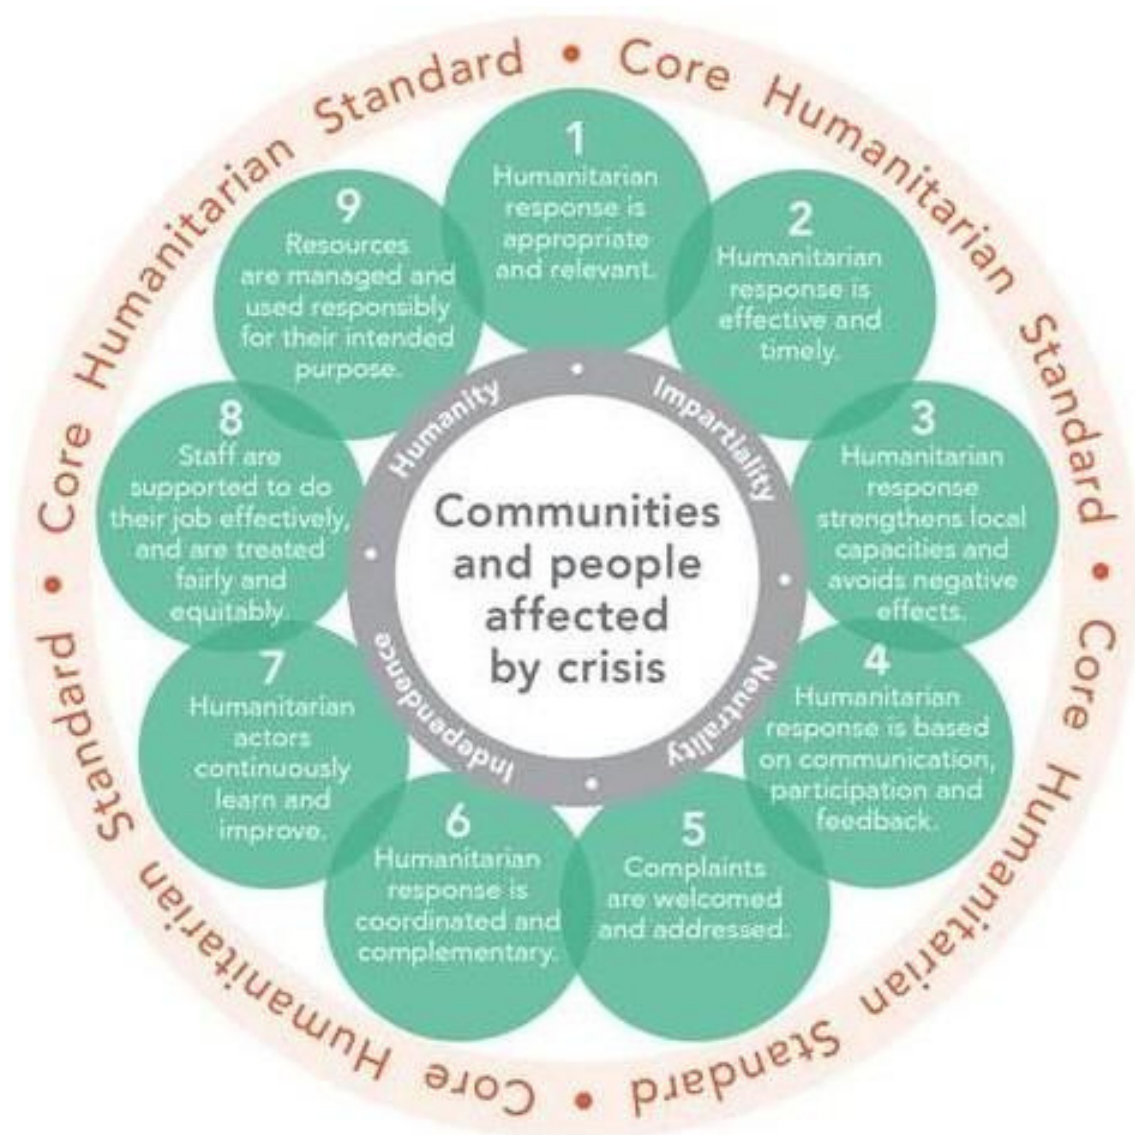 Core Humanitarian Standard • Core Humanitarian Standard • Core Humanitarian Standard • Core Humanitarian Standard •
1
Humanitarian
response is
appropriate
and relevant.
2
Humanitarian
response is
effective and
timely.
3
Humanitarian
response
strengthens local
capacities and
avoids negative
effects.
4
Humanitarian
response is based
on communication,
participation and
feedback.
5
Complaints
are welcomed
and addressed.
6
Humanitarian
response is
coordinated and
complementary.
7
Humanitarian
actors
continuously
learn and
improve.
8
Staff are
supported to do
their job effectively,
and are treated
fairly and
equitably.
9
Resources
are managed and
used responsibly
for their intended
purpose.
Humanity • Impartiality • Neutrality • Independence •
Communities
and people
affected
by crisis